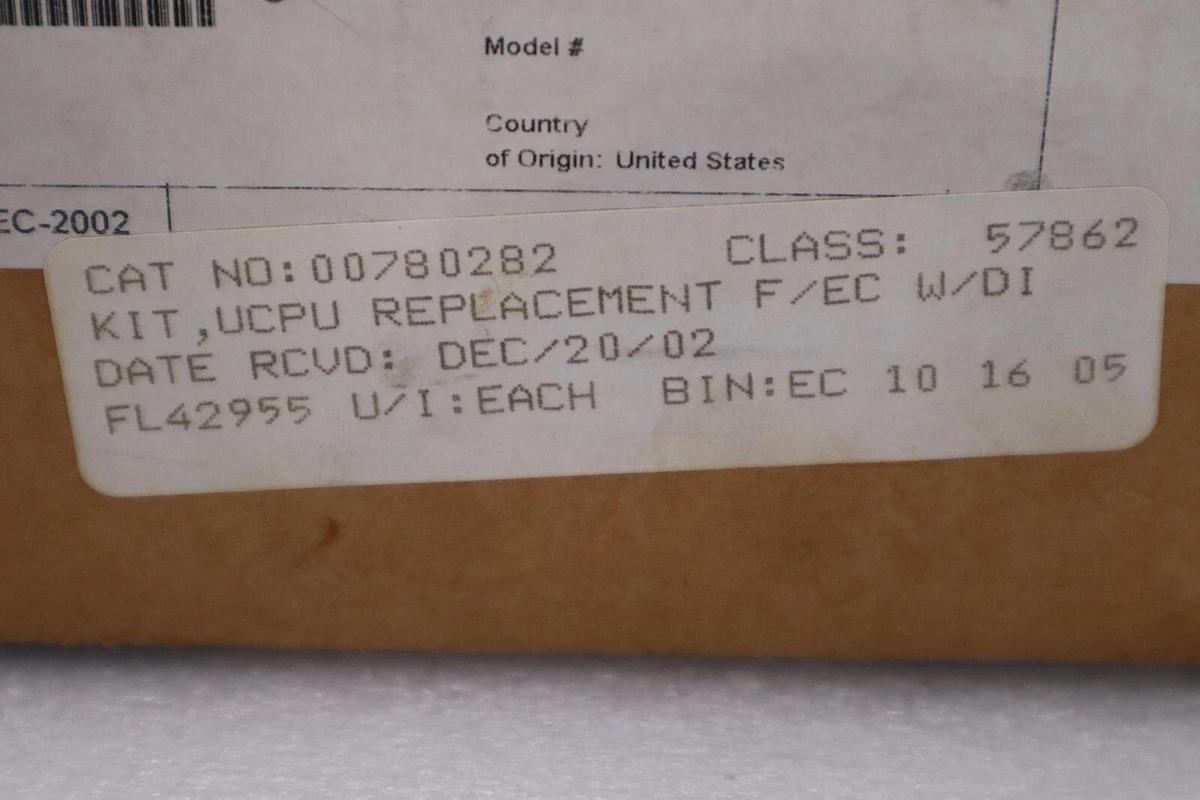 Model #
Country
of Origin: United States
EC-2002
CAT NO:00780282 CLASS: 57862
KIT,UCPU REPLACEMENT F/EC W/DI
DATE RCVD: DEC/20/02
FL42955 U/I:EACH BIN:EC 10 16 05